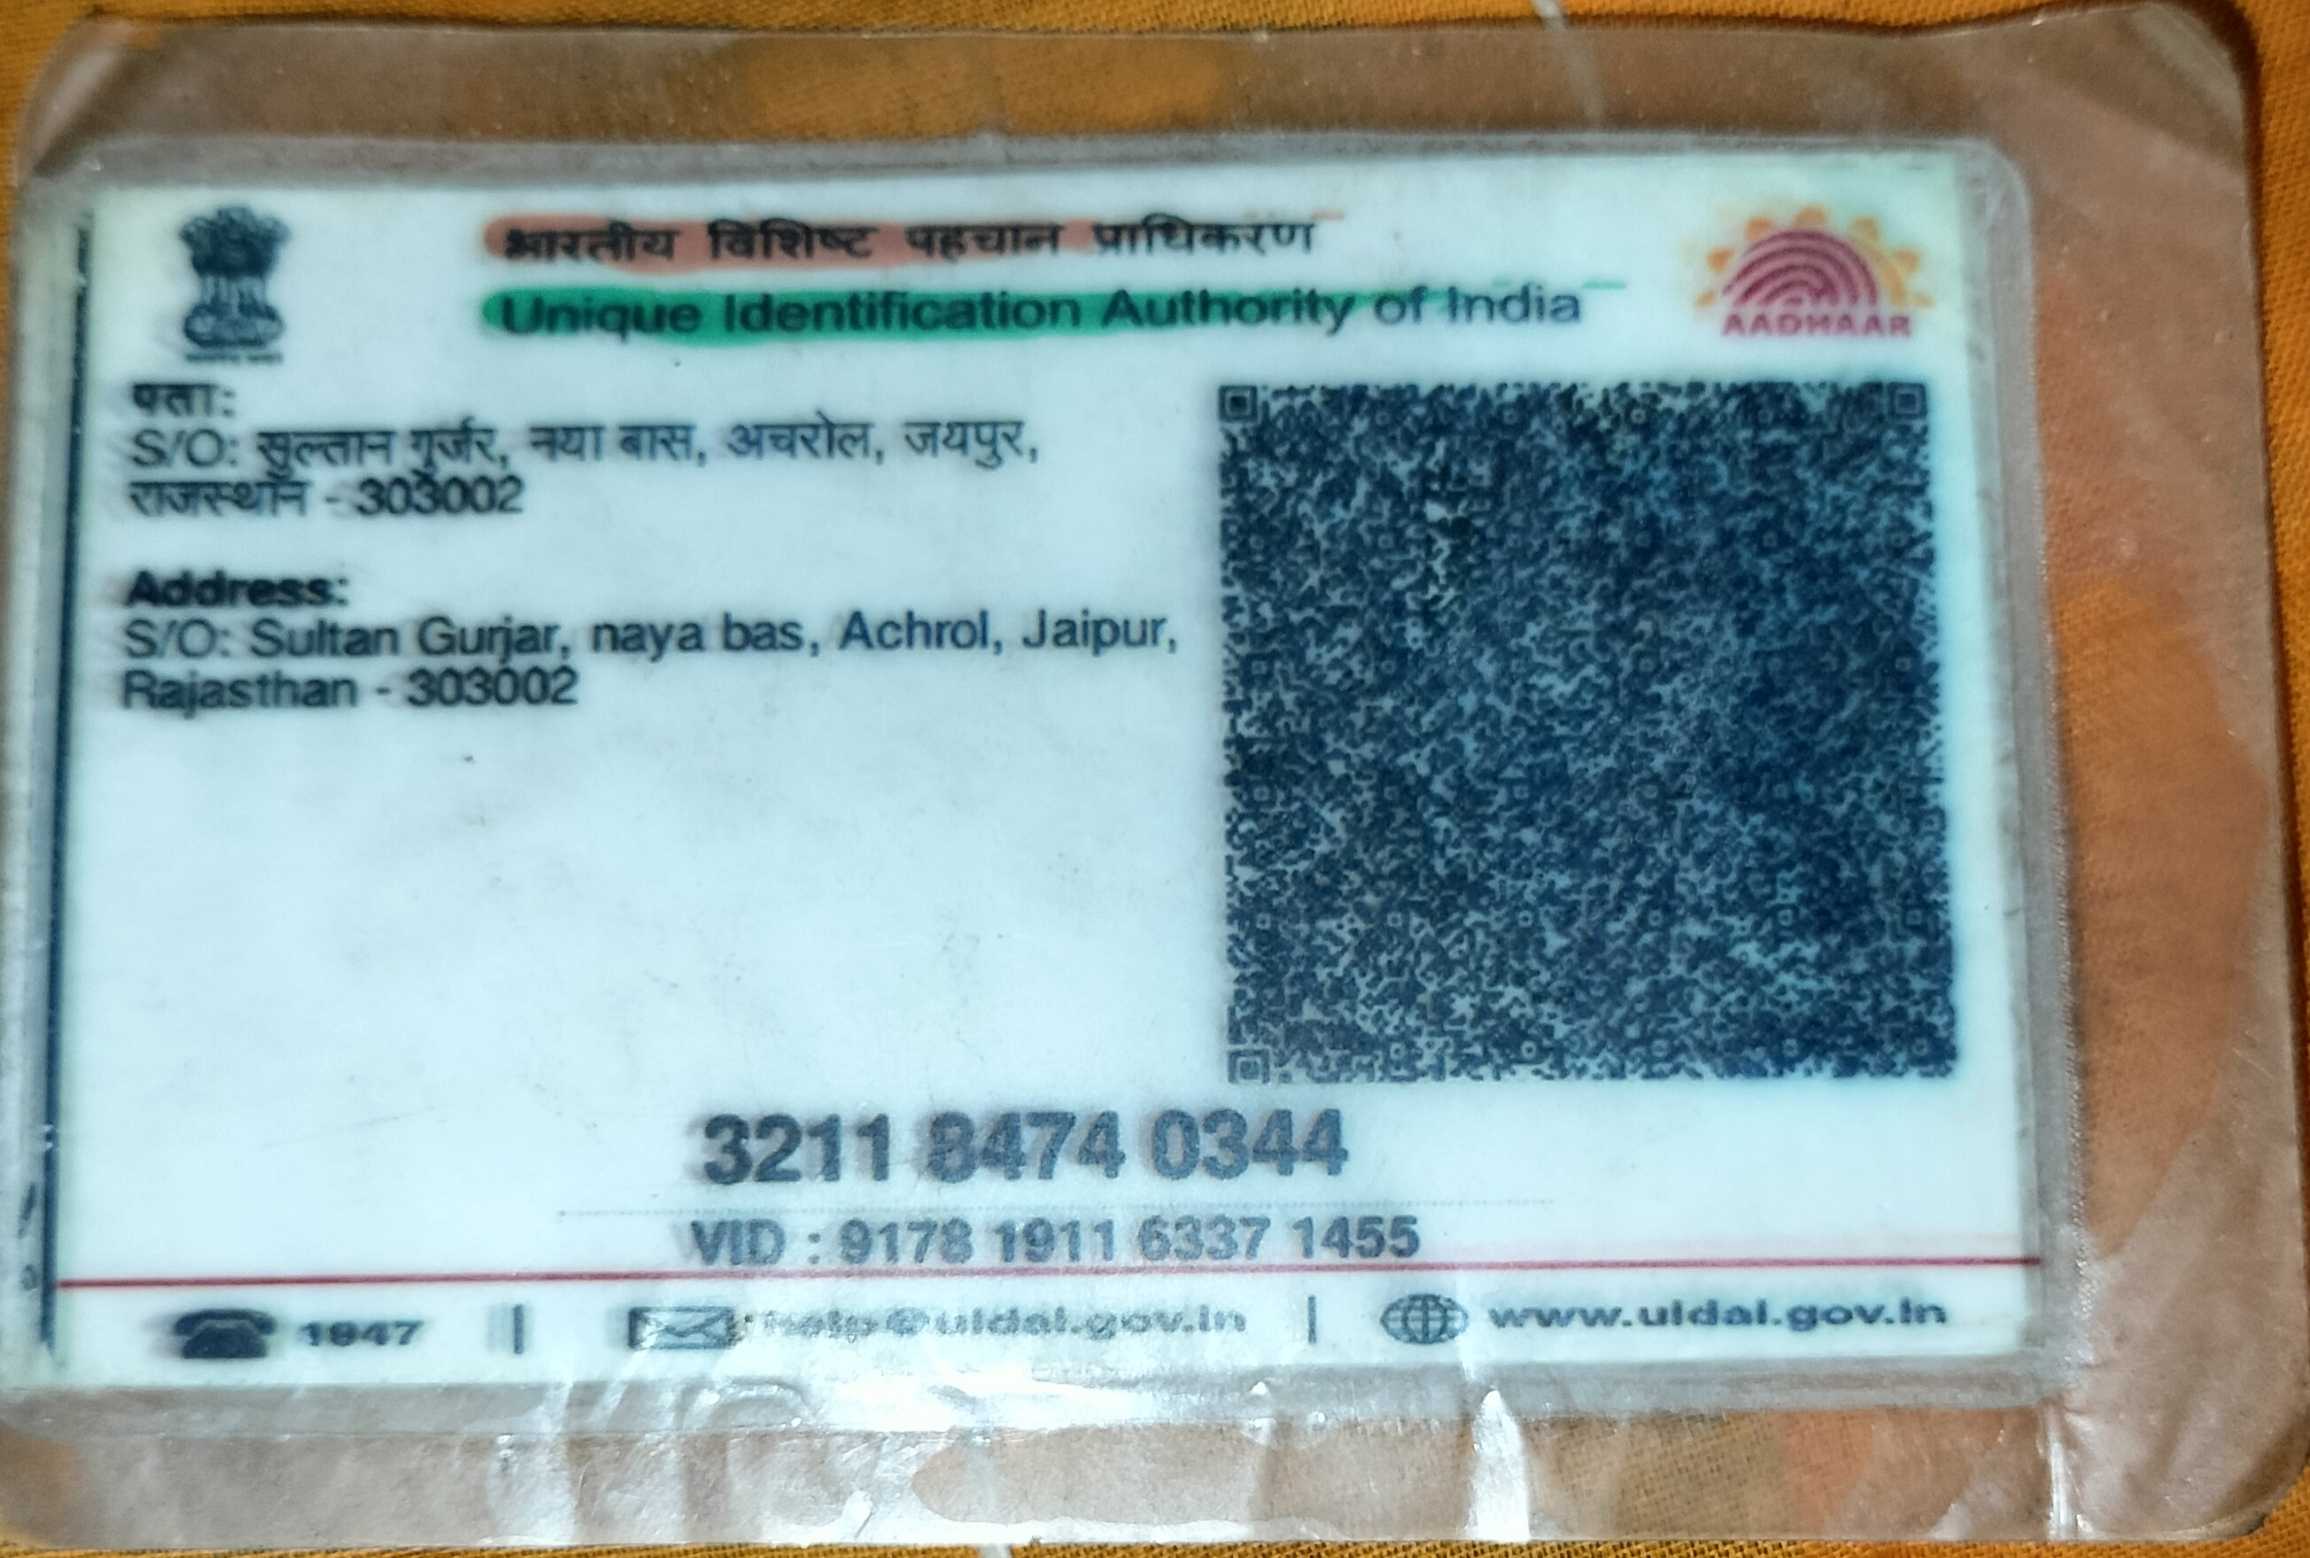 भारतीय विशिष्ट पहचान प्राधिकरण
Unique Identification Authority of India
AADHAAR
पता:
S/O: सुल्तान गुर्जर, नया बास, अचरोल, जयपुर,
राजस्थान - 303002
Address:
S/O: Sultan Gurjar, naya bas, Achrol, Jaipur,
Rajasthan - 303002
3211 8474 0344
VID : 9178 1911 6337 1455
1947 | help@uidai.gov.in | www.uidai.gov.in